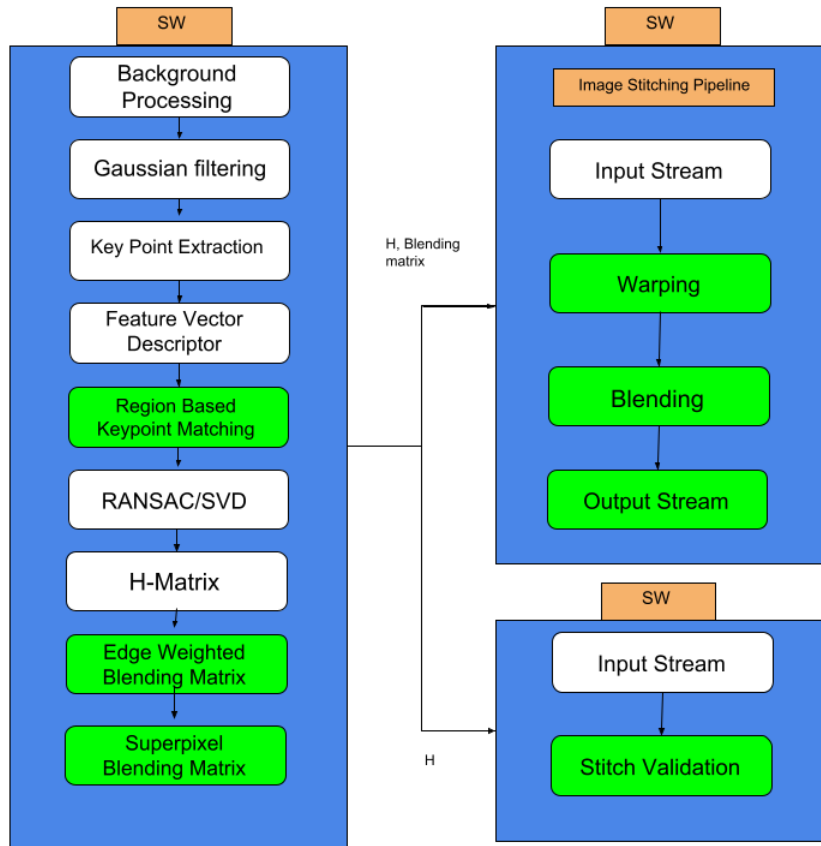 SW
Background
Processing
Gaussian filtering
Key Point Extraction
Feature Vector
Descriptor
Region Based
Keypoint Matching
RANSAC/SVD
H-Matrix
Edge Weighted
Blending Matrix
Superpixel
Blending Matrix
H, Blending
matrix
H
SW
Image Stitching Pipeline
Input Stream
Warping
Blending
Output Stream
SW
Input Stream
Stitch Validation